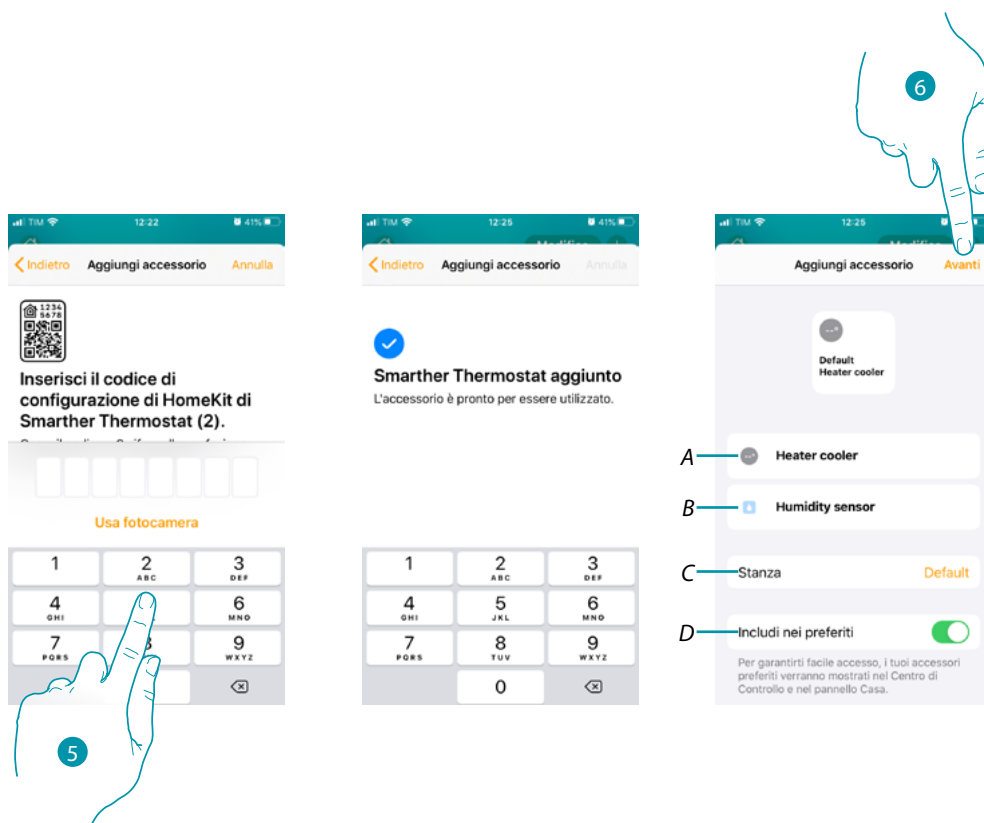 6
TIM 12:22 41%
Indietro Aggiungi accessorio Annulla
1234
5678
Inserisci il codice di
configurazione di HomeKit di
Smarther Thermostat (2).
Usa fotocamera
1 2 3
ABC DEF
4 6
GHI MNO
7 9
PQRS WXYZ
5
TIM 12:25 41%
Indietro Aggiungi accessorio Annulla
Smarther Thermostat aggiunto
L'accessorio è pronto per essere utilizzato.
1 2 3
ABC DEF
4 5 6
GHI JKL MNO
7 8 9
PQRS TUV WXYZ
0
TIM 12:25
Aggiungi accessorio Avanti
Default
Heater cooler
A Heater cooler
B Humidity sensor
C Stanza Default
D Includi nei preferiti
Per garantirti facile accesso, i tuoi accessori
preferiti verranno mostrati nel Centro di
Controllo e nel pannello Casa.